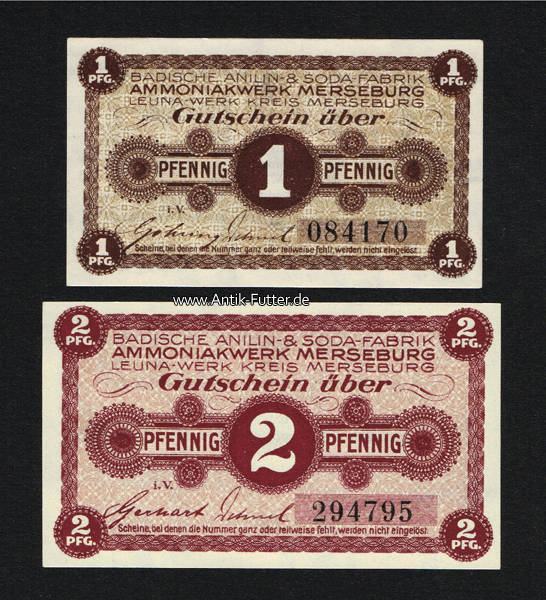 1 PFG. 1 PFG.
BADISCHE ANILIN-& SODA-FABRIK
AMMONIAKWERK MERSEBURG
LEUNA-WERK KREIS MERSEBURG
Gutschein über
PFENNIG 1 PFENNIG
i.V.
084170
Scheine, bei denen die Nummer ganz oder teilweise fehlt, werden nicht eingelöst.
1 PFG. 1 PFG.
www.Antik-Futter.de
2 PFG. 2 PFG.
BADISCHE ANILIN-& SODA-FABRIK
AMMONIAKWERK MERSEBURG
LEUNA-WERK KREIS MERSEBURG
Gutschein über
PFENNIG 2 PFENNIG
i.V.
Gerhart 294795
Scheine, bei denen die Nummer ganz oder teilweise fehlt, werden nicht eingelöst.
2 PFG. 2 PFG.